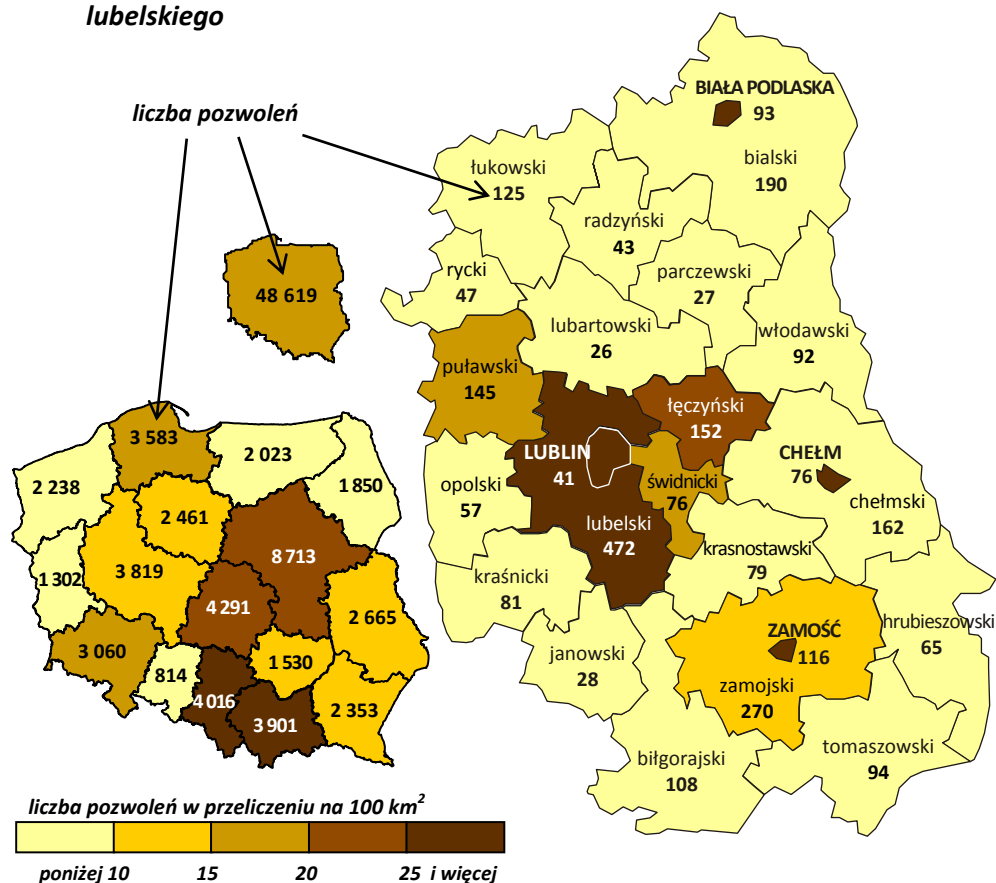 lubelskiego
liczba pozwoleń
48 619
3 583
2 023
2 238
1 850
2 461
8 713
3 819
1 302
4 291
2 665
3 060
1 530
814
4 016
3 901
2 353
BIAŁA PODLASKA
93
bialski
190
łukowski
125
radzyński
43
parczewski
27
rycki
47
lubartowski
26
włodawski
92
puławski
145
łęczyński
152
LUBLIN
41
świdnicki
76
CHEŁM
76
chełmski
162
opolski
57
lubelski
472
krasnostawski
79
kraśnicki
81
ZAMOŚĆ
116
hrubieszowski
65
janowski
28
zamojski
270
biłgorajski
108
tomaszowski
94
liczba pozwoleń w przeliczeniu na 100 km²
poniżej 10 15 20 25 i więcej